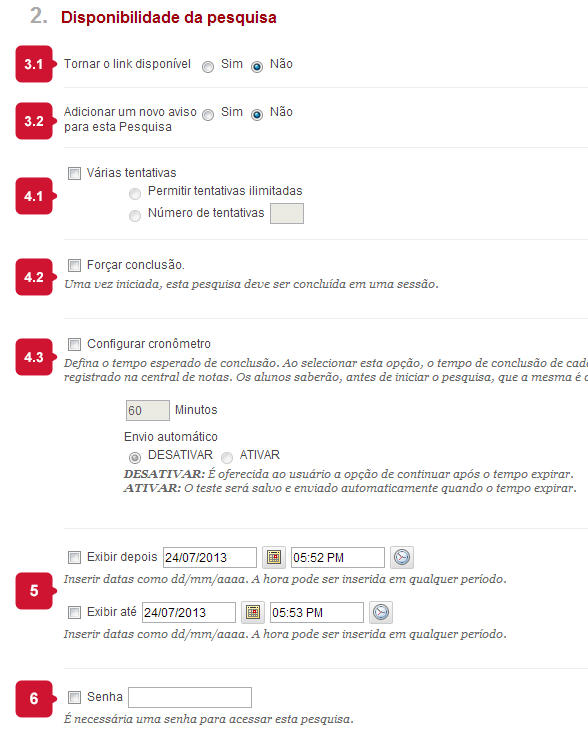 2. Disponibilidade da pesquisa
3.1 Tornar o link disponível Sim Não
3.2 Adicionar um novo aviso para esta Pesquisa Sim Não
4.1 Várias tentativas
Permitir tentativas ilimitadas
Número de tentativas
4.2 Forçar conclusão.
Uma vez iniciada, esta pesquisa deve ser concluída em uma sessão.
4.3 Configurar cronômetro
Defina o tempo esperado de conclusão. Ao selecionar esta opção, o tempo de conclusão de
registrado na central de notas. Os alunos saberão, antes de iniciar o pesquisa, que a mesma é
60 Minutos
Envio automático
DESATIVAR ATIVAR
DESATIVAR: É oferecida ao usuário a opção de continuar após o tempo expirar.
ATIVAR: O teste será salvo e enviado automaticamente quando o tempo expirar.
5 Exibir depois 24/07/2013 05:52 PM
Inserir datas como dd/mm/aaaa. A hora pode ser inserida em qualquer período.
Exibir até 24/07/2013 05:53 PM
Inserir datas como dd/mm/aaaa. A hora pode ser inserida em qualquer período.
6 Senha
É necessária uma senha para acessar esta pesquisa.